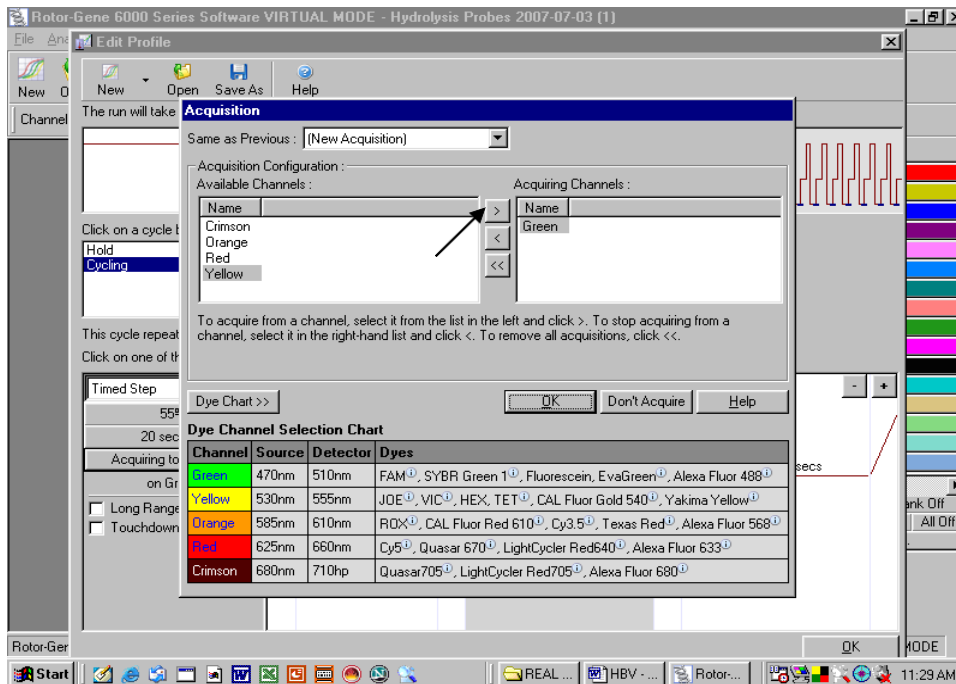 Rotor-Gene 6000 Series Software VIRTUAL MODE - Hydrolysis Probes 2007-07-03 (1)
File Ana
Edit Profile
New O
New Open Save As Help
Channel
The run will take
Acquisition
Same as Previous : (New Acquisition)
Acquisition Configuration :
Available Channels :
Acquiring Channels :
Name
Name
>
Crimson
Green
Orange
<
Red
Yellow
<<
Click on a cycle b
Hold
Cycling
To acquire from a channel, select it from the list in the left and click >. To stop acquiring from a
channel, select it in the right-hand list and click <. To remove all acquisitions, click <<.
This cycle repeat
Click on one of th
Timed Step
- +
Dye Chart >> OK Don't Acquire Help
55º
20 sec
Acquiring to
on Gr
Long Range
Touchdown
secs
Dye Channel Selection Chart
Channel Source Detector Dyes
Green 470nm 510nm FAM, SYBR Green 1, Fluorescein, EvaGreen, Alexa Fluor 488
Yellow 530nm 555nm JOE, VIC, HEX, TET, CAL Fluor Gold 540, Yakima Yellow
Orange 585nm 610nm ROX, CAL Fluor Red 610, Cy3.5, Texas Red, Alexa Fluor 568
Red 625nm 660nm Cy5, Quasar 670, LightCycler Red640, Alexa Fluor 633
Crimson 680nm 710hp Quasar705, LightCycler Red705, Alexa Fluor 680
ank Off
All Off
OK
Rotor-Ger
MODE
Start
REAL ... HBV - ... Rotor-...
11:29 AM